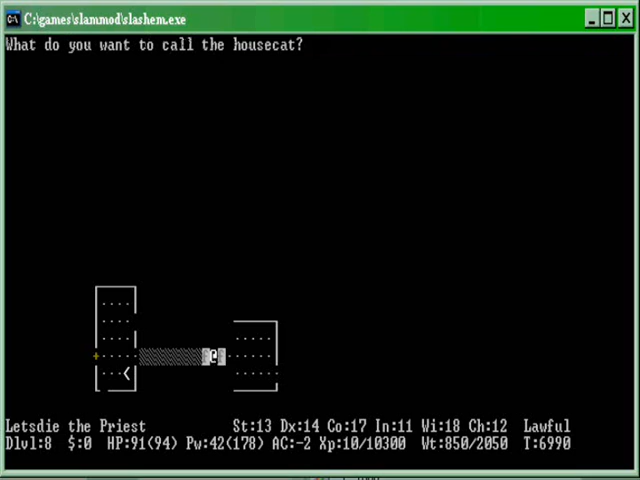 C:\games\slammod\slashem.exe
What do you want to call the housecat?
Letsdie the Priest St:13 Dx:14 Co:17 In:11 Wi:18 Ch:12 Lawful
Dlvl:8 $:0 HP:91(94) Pw:42(178) AC:-2 Xp:10/10300 Wt:850/2050 T:6990